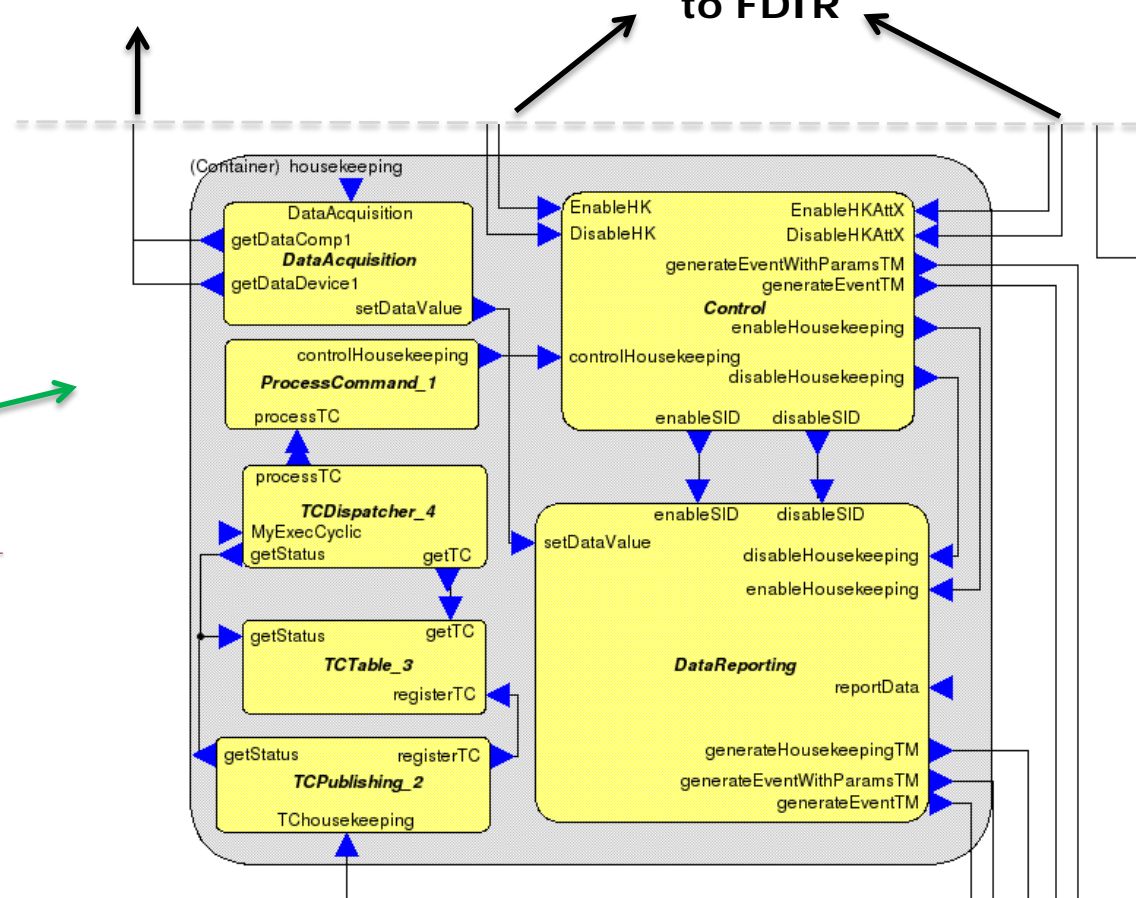 to FDIR
(Container) housekeeping
DataAcquisition
getDataComp1
DataAcquisition
getDataDevice1
setDataValue
controlHousekeeping
ProcessCommand_1
processTC
processTC
TCDispatcher_4
MyExecCyclic
getStatus
getTC
getStatus
getTC
TCTable_3
registerTC
getStatus
registerTC
TCPublishing_2
TChousekeeping
EnableHK
EnableHKAttX
DisableHK
DisableHKAttX
generateEventWithParamsTM
generateEventTM
Control
enableHousekeeping
controlHousekeeping
disableHousekeeping
enableSID
disableSID
enableSID
disableSID
setDataValue
disableHousekeeping
enableHousekeeping
DataReporting
reportData
generateHousekeepingTM
generateEventWithParamsTM
generateEventTM